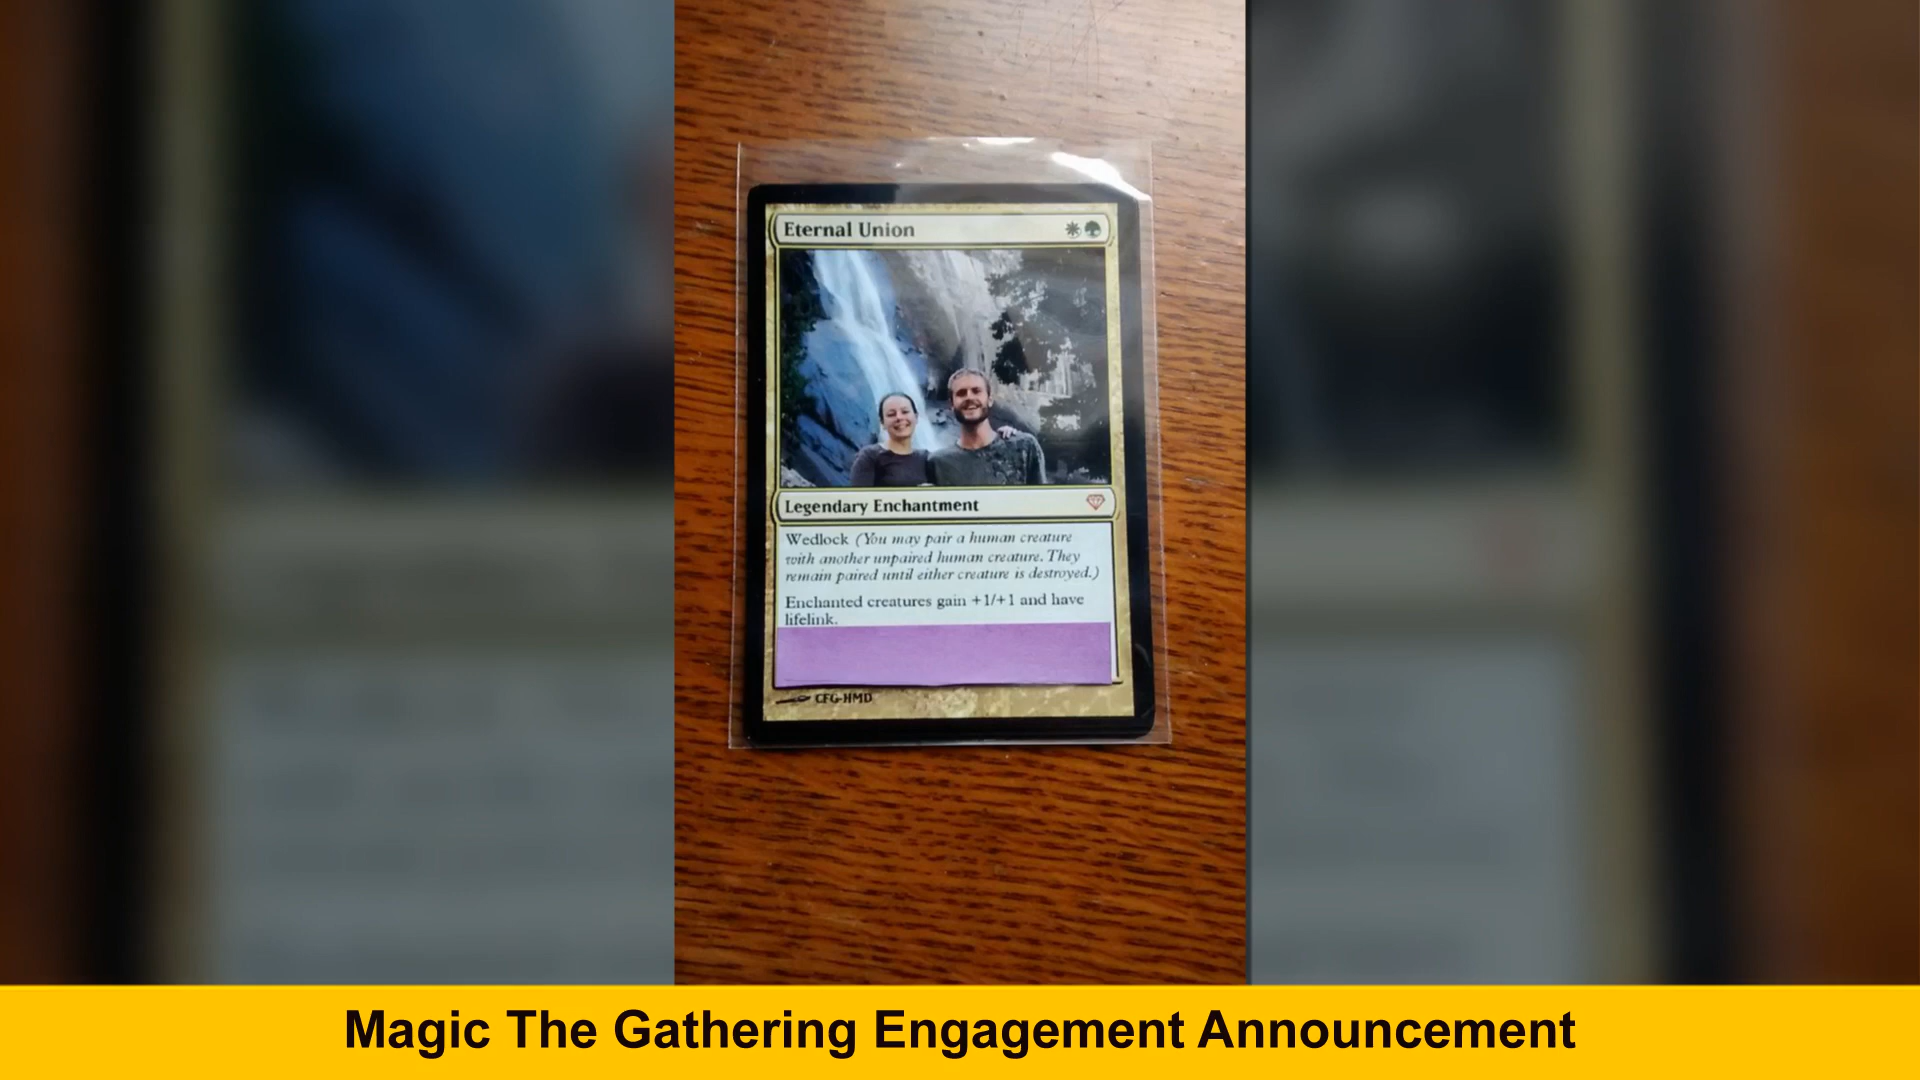 Eternal Union
Legendary Enchantment
Wedlock (You may pair a human creature
with another unpaired human creature. They
remain paired until either creature is destroyed.)
Enchanted creatures gain +1/+1 and have
lifelink.
CFG-HMD
Magic The Gathering Engagement Announcement